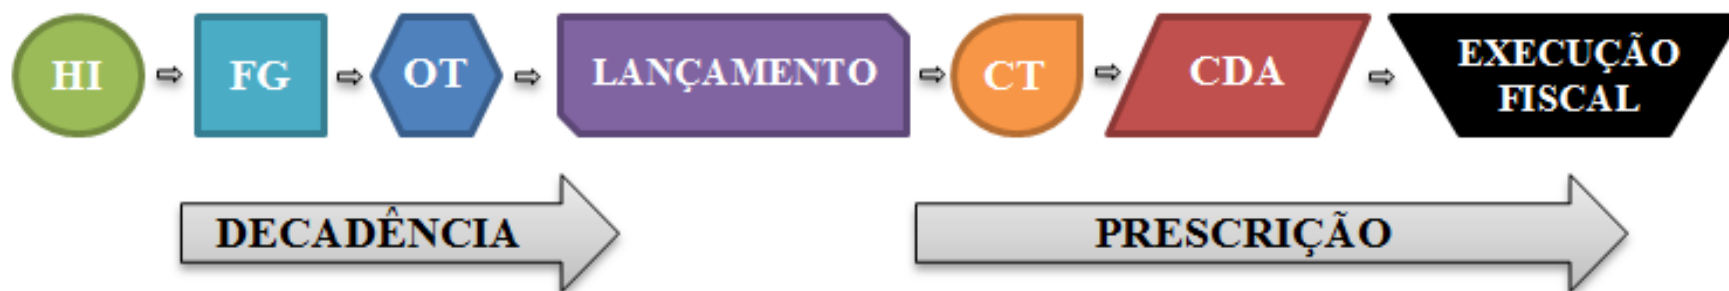 HI
FG
OT
LANÇAMENTO
CT
CDA
EXECUÇÃO
FISCAL
DECADÊNCIA
PRESCRIÇÃO